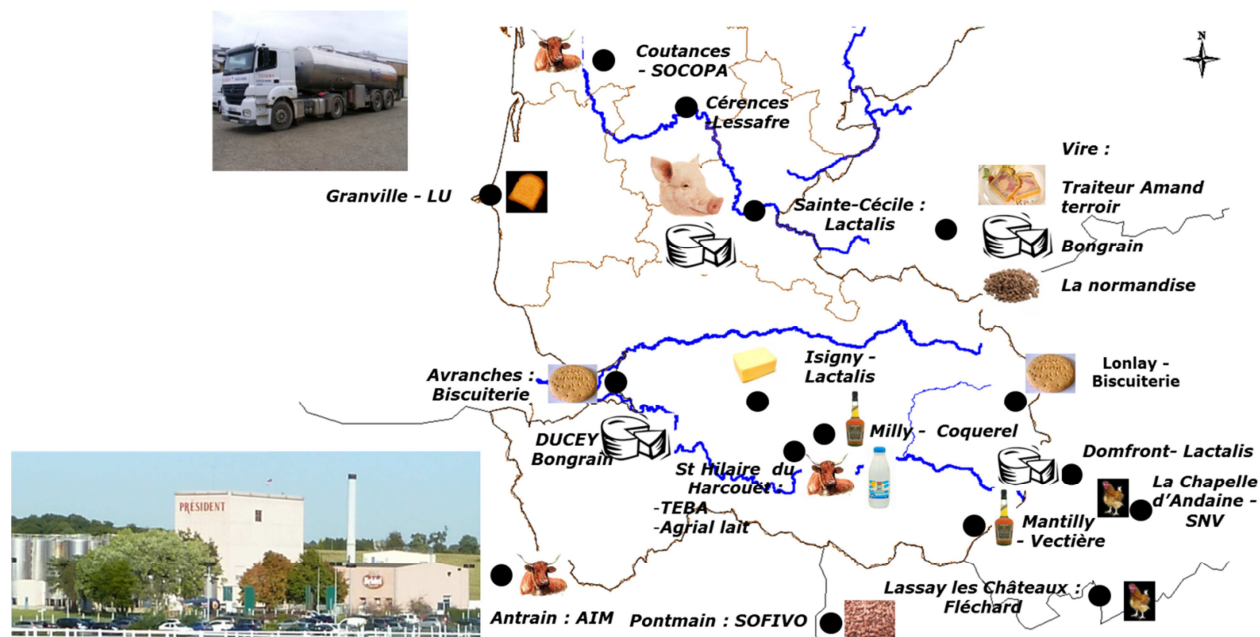 Coutances
- SOCOPA
N
Cérences
-Lessafre
Vire :
Granville - LU
Sainte-Cécile :
Lactalis
Traiteur Amand
terroir
Bongrain
La normandise
Isigny -
Lactalis
Lonlay -
Biscuiterie
Avranches :
Biscuiterie
DUCEY
Bongrain
Milly - Coquerel
St Hilaire du
Harcouët :
-TEBA
-Agrial lait
Domfront- Lactalis
La Chapelle
d'Andaine -
SNV
Mantilly
- Vectière
PRÉSIDENT
Bridel
Lassay les Châteaux :
Fléchard
Antrain : AIM
Pontmain : SOFIVO